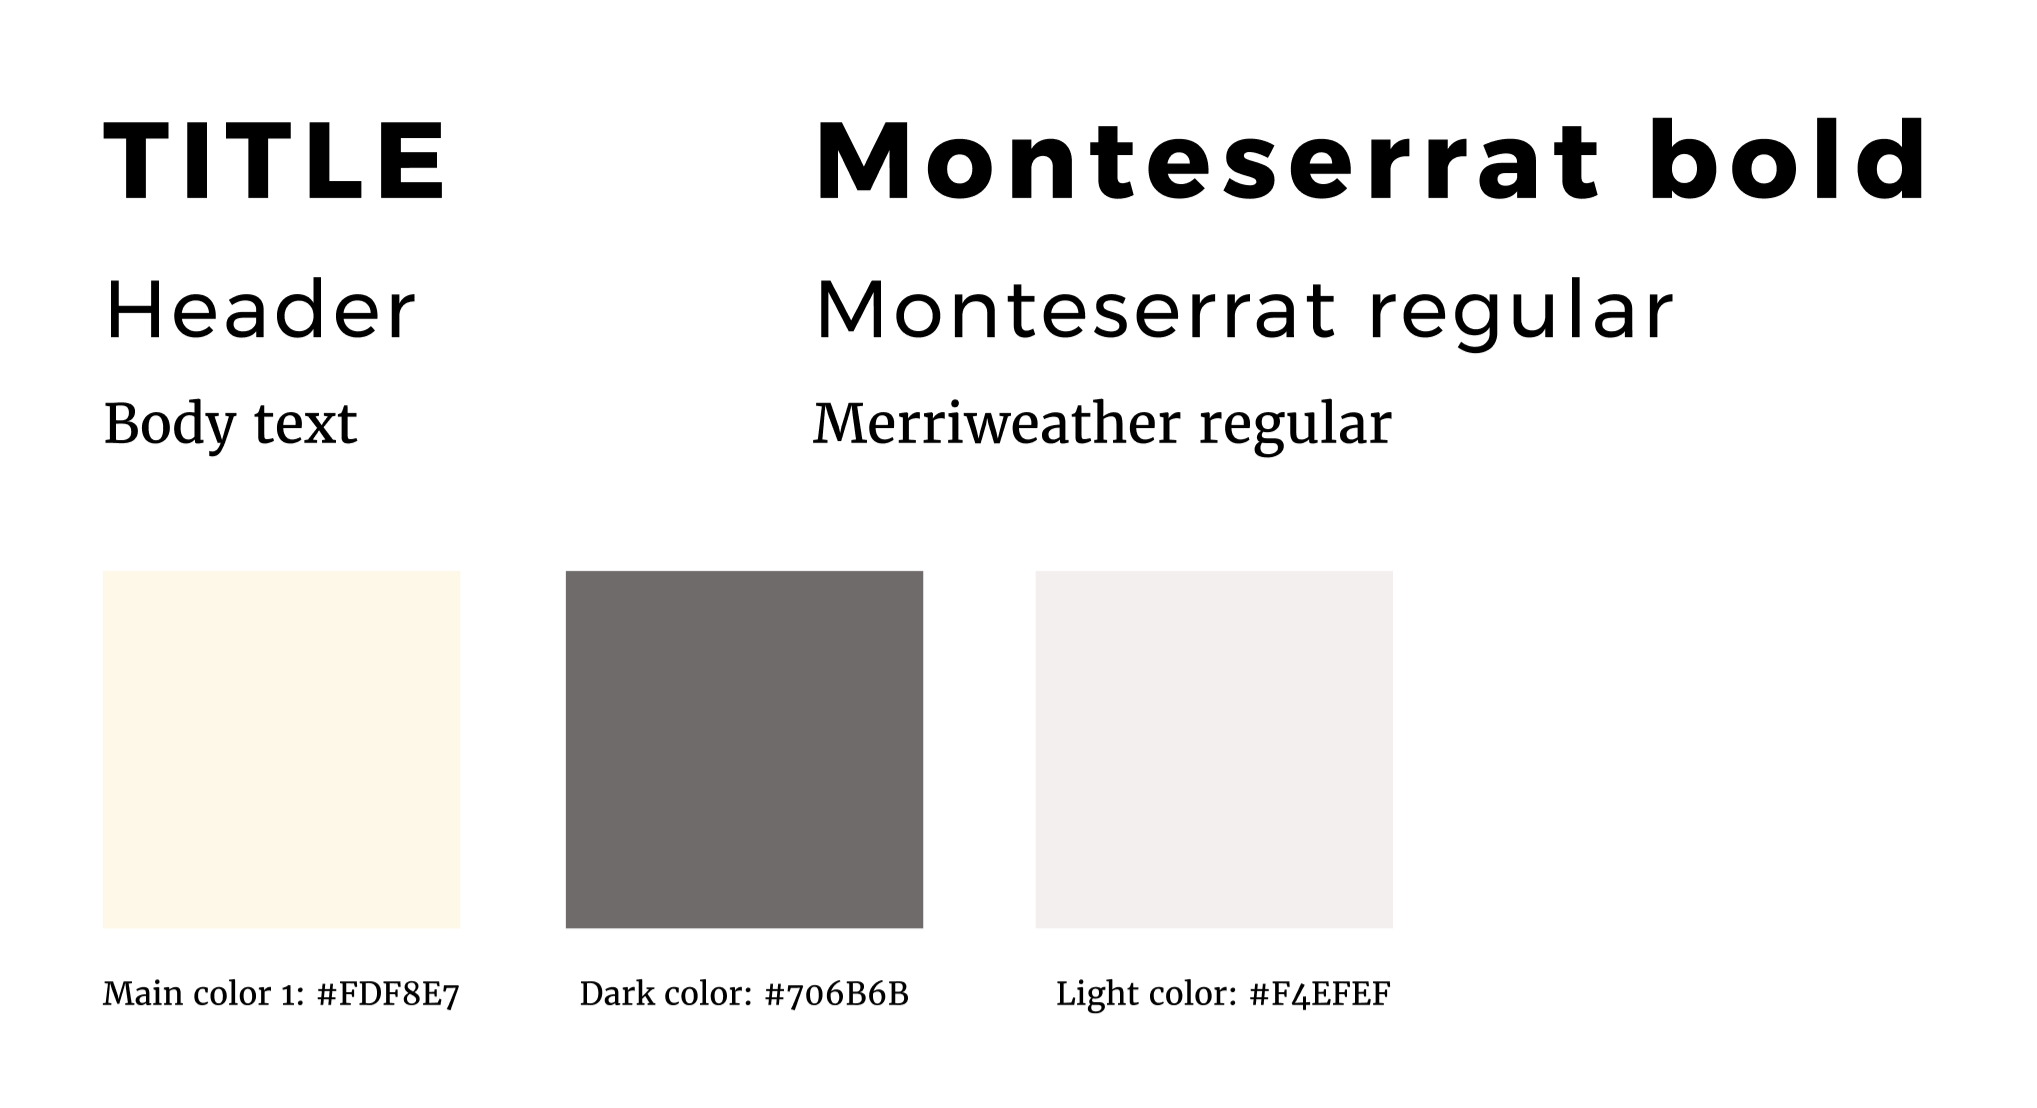 TITLE Monteserrat bold
Header Monteserrat regular
Body text Merriweather regular
Main color 1: #FDF8E7 Dark color: #706B6B Light color: #F4EFEF